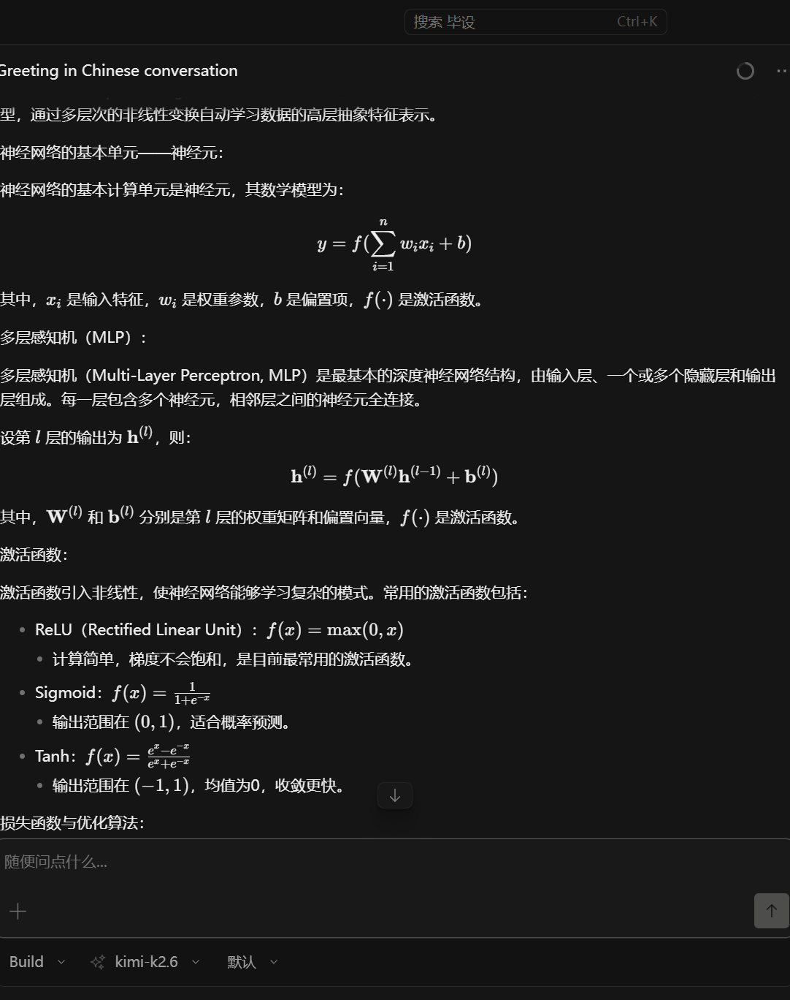 搜索 毕设 Ctrl+K
Greeting in Chinese conversation
型，通过多层次的非线性变换自动学习数据的高层抽象特征表示。
神经网络的基本单元——神经元：
神经网络的基本计算单元是神经元，其数学模型为：
y = f(∑_{i=1}^{n} w_i x_i + b)
其中，x_i 是输入特征，w_i 是权重参数，b 是偏置项，f(·) 是激活函数。
多层感知机（MLP）：
多层感知机（Multi-Layer Perceptron, MLP）是最基本的深度神经网络结构，由输入层、一个或多个隐藏层和输出
层组成。每一层包含多个神经元，相邻层之间的神经元全连接。
设第 l 层的输出为 h^{(l)}，则：
h^{(l)} = f(W^{(l)}h^{(l−1)} + b^{(l)})
其中，W^{(l)} 和 b^{(l)} 分别是第 l 层的权重矩阵和偏置向量，f(·) 是激活函数。
激活函数：
激活函数引入非线性，使神经网络能够学习复杂的模式。常用的激活函数包括：
• ReLU（Rectified Linear Unit）：f(x) = max(0, x)
• 计算简单，梯度不会饱和，是目前最常用的激活函数。
• Sigmoid：f(x) = \frac{1}{1+e^{−x}}
• 输出范围在 (0, 1)，适合概率预测。
• Tanh：f(x) = \frac{e^x−e^{−x}}{e^x+e^{−x}}
• 输出范围在 (−1, 1)，均值为0，收敛更快。
损失函数与优化算法：
随便问点什么...
Build kimi-k2.6 默认